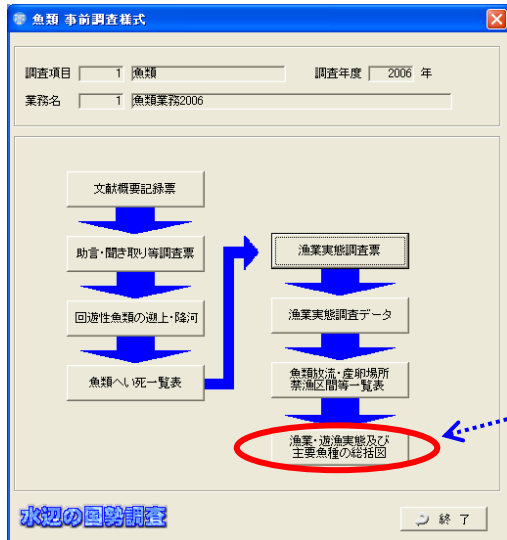 魚類 事前調査様式
調査項目 1 魚類 調査年度 2006 年
業務名 1 魚類業務2006
文献概要記録票
助言・聞き取り等調査票
回遊性魚類の遡上・降河
魚類へい死一覧表
漁業実態調査票
漁業実態調査データ
魚類放流・産卵場所
禁漁区間等一覧表
漁業・遊漁実態及び
主要魚種の総括図
水辺の国勢調査
終 了